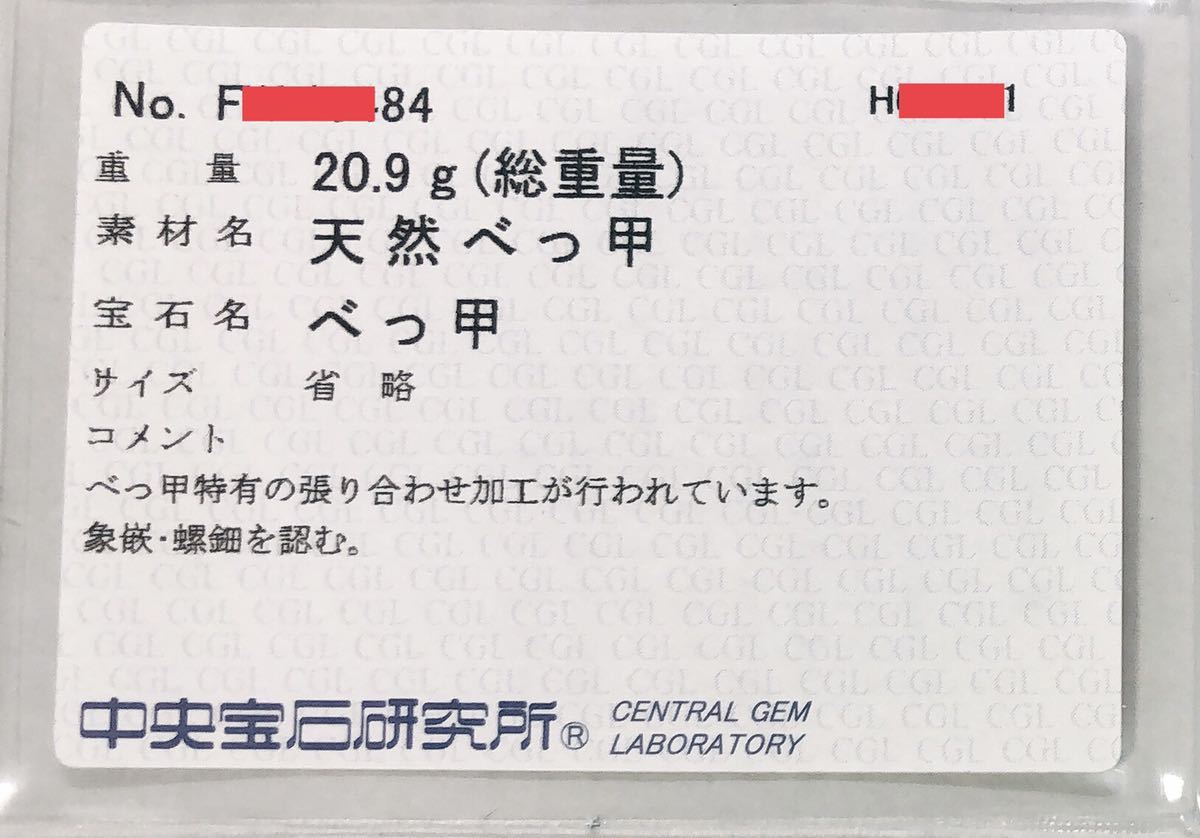 No. F 84
H 1
重量 20.9 g (総重量)
素材名 天然べっ甲
宝石名 べっ甲
サイズ 省略
コメント
べっ甲特有の張り合わせ加工が行われています。
象嵌・螺鈿を認む。
中央宝石研究所® CENTRAL GEM
LABORATORY